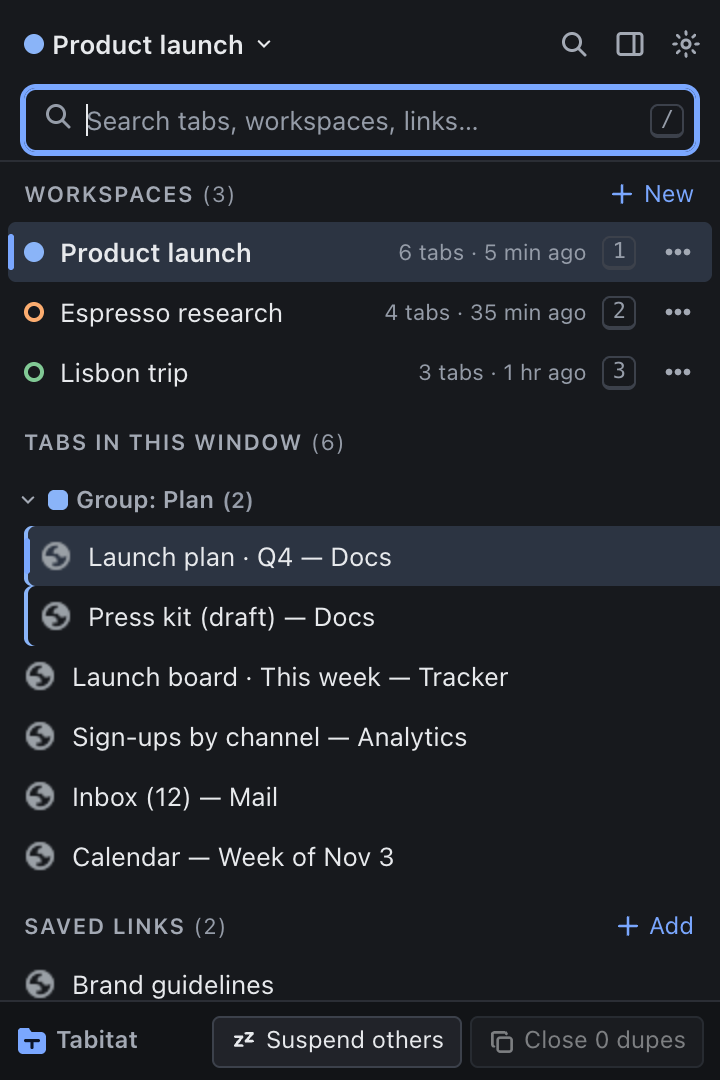 Product launch
Search tabs, workspaces, links... /
WORKSPACES (3) + New
Product launch 6 tabs · 5 min ago 1 •••
Espresso research 4 tabs · 35 min ago 2 •••
Lisbon trip 3 tabs · 1 hr ago 3 •••
TABS IN THIS WINDOW (6)
Group: Plan (2)
Launch plan · Q4 — Docs
Press kit (draft) — Docs
Launch board · This week — Tracker
Sign-ups by channel — Analytics
Inbox (12) — Mail
Calendar — Week of Nov 3
SAVED LINKS (2) + Add
Brand guidelines
Tabitat zz Suspend others Close 0 dupes